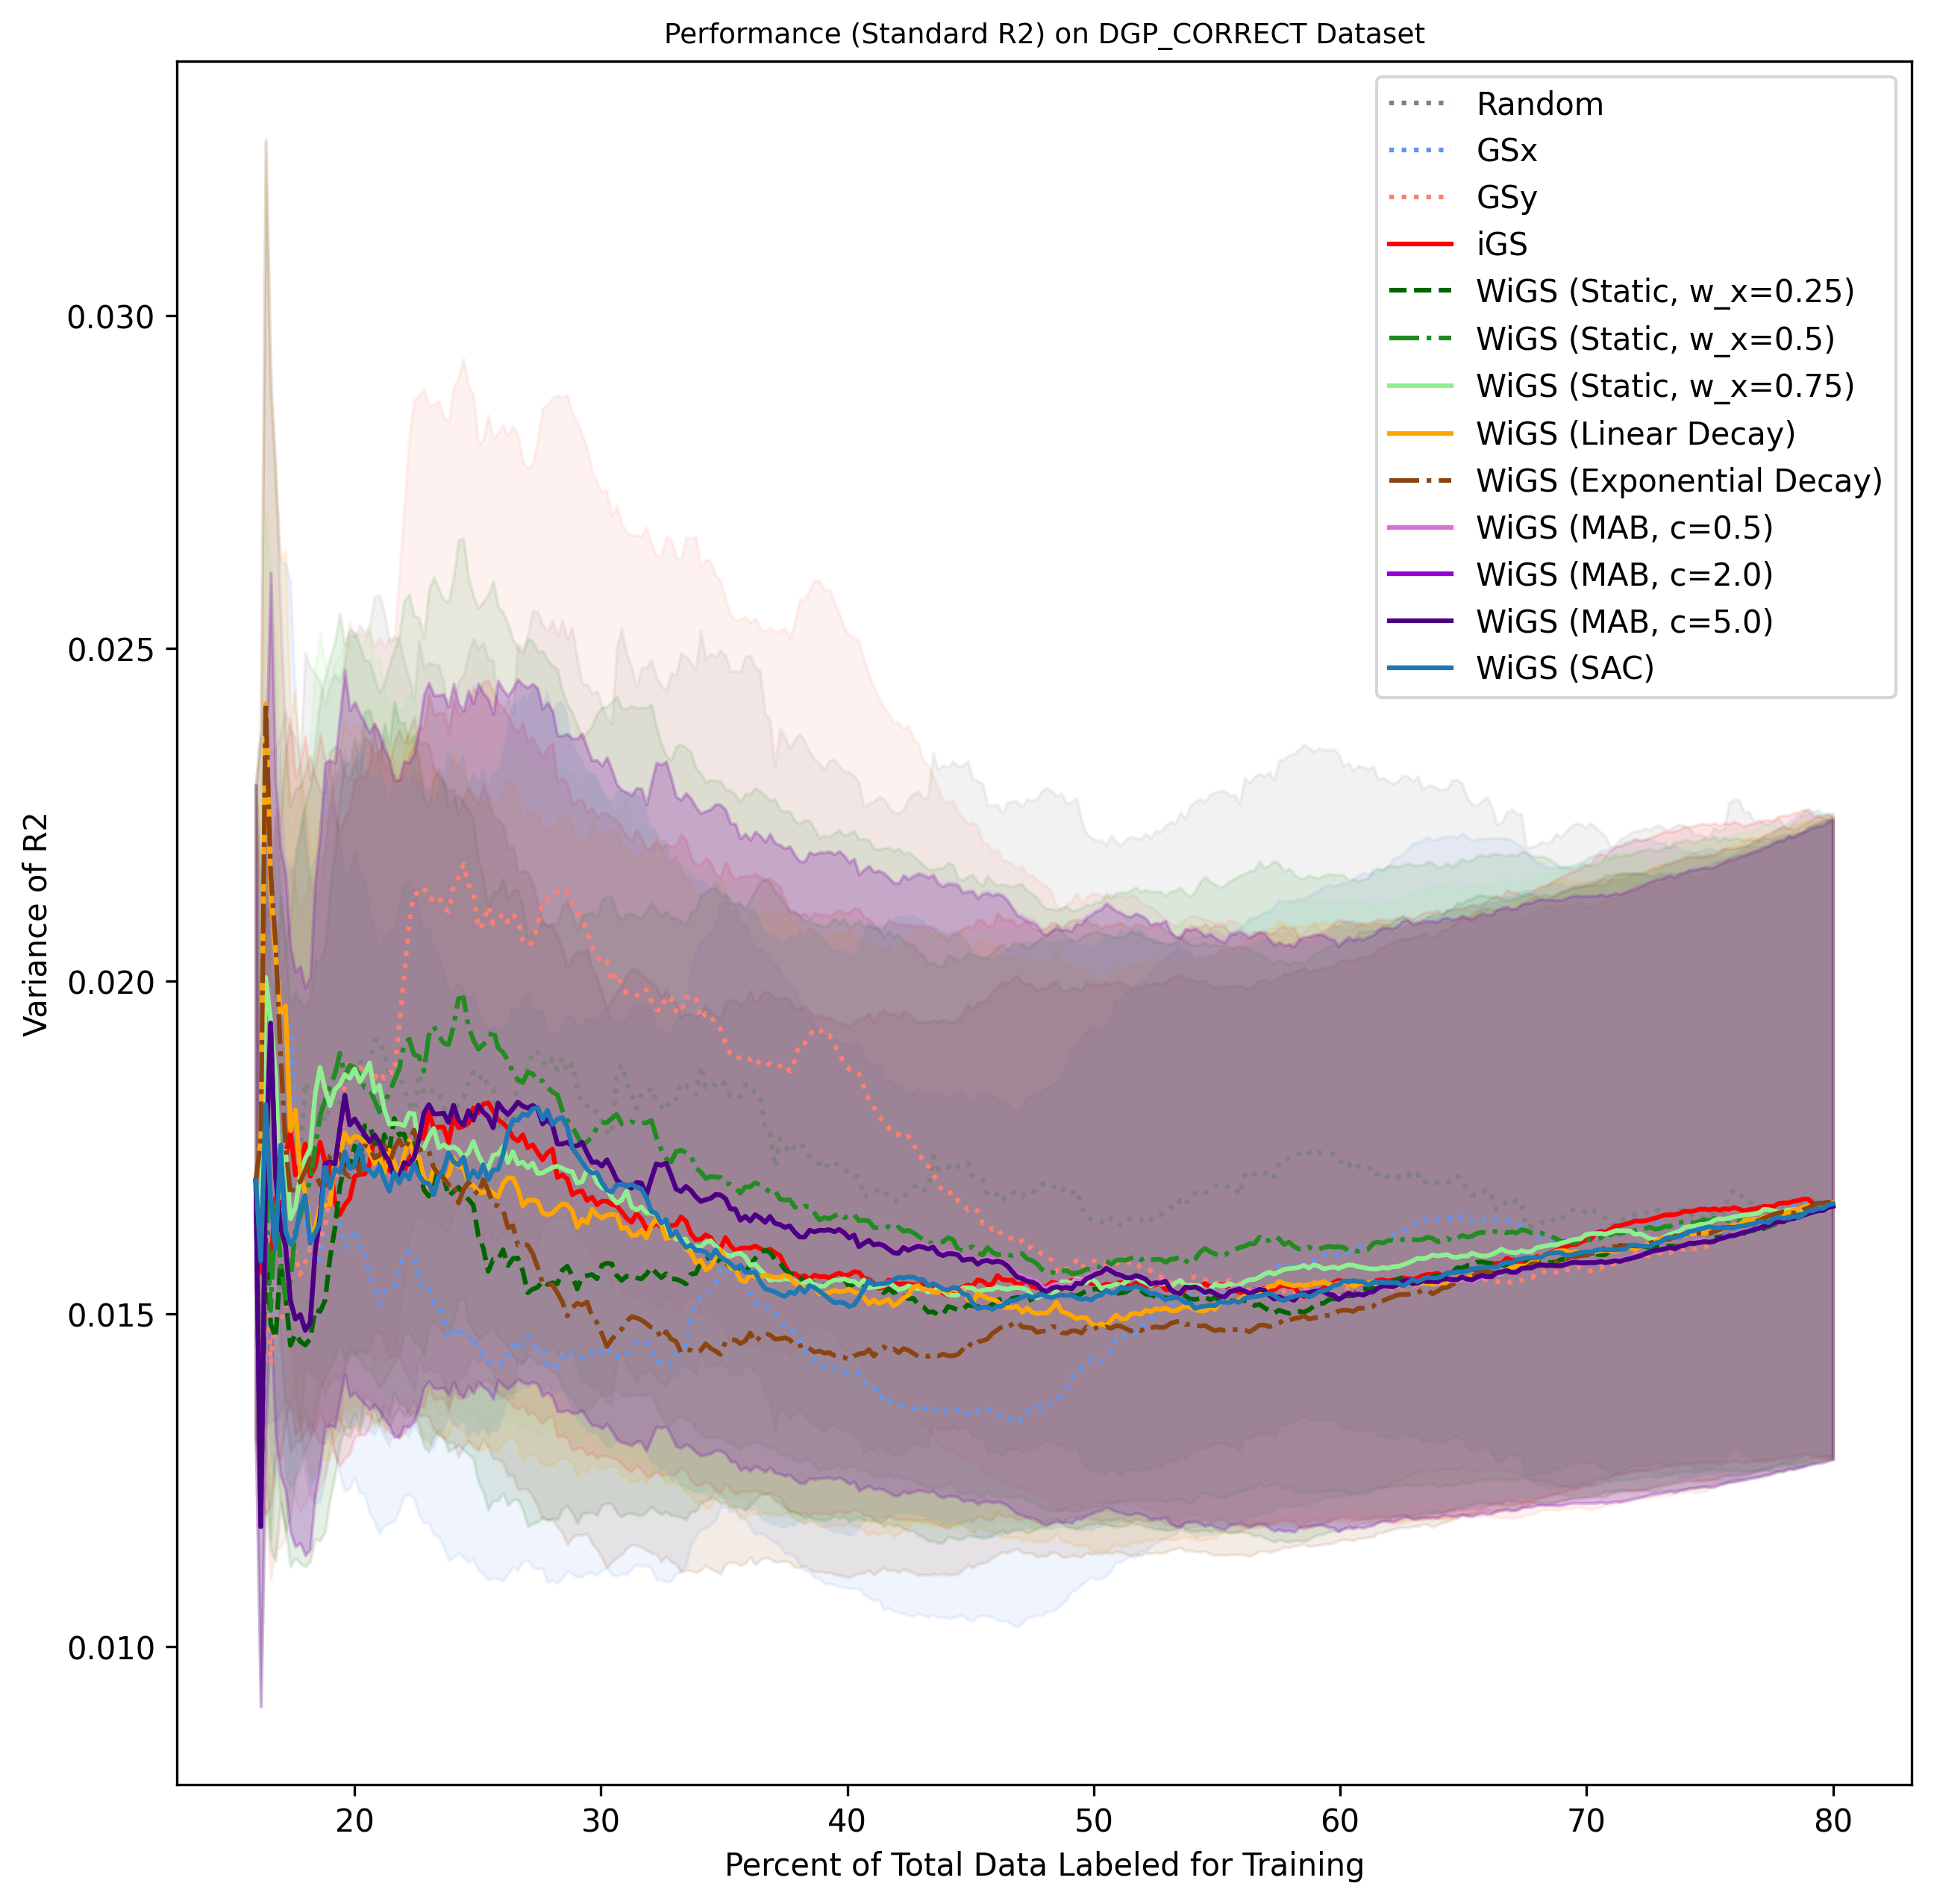 Performance (Standard R2) on DGP_CORRECT Dataset
Random
GSx
GSy
iGS
WiGS (Static, w_x=0.25)
WiGS (Static, w_x=0.5)
WiGS (Static, w_x=0.75)
WiGS (Linear Decay)
WiGS (Exponential Decay)
WiGS (MAB, c=0.5)
WiGS (MAB, c=2.0)
WiGS (MAB, c=5.0)
WiGS (SAC)
Variance of R2
0.030
0.025
0.020
0.015
0.010
20 30 40 50 60 70 80
Percent of Total Data Labeled for Training